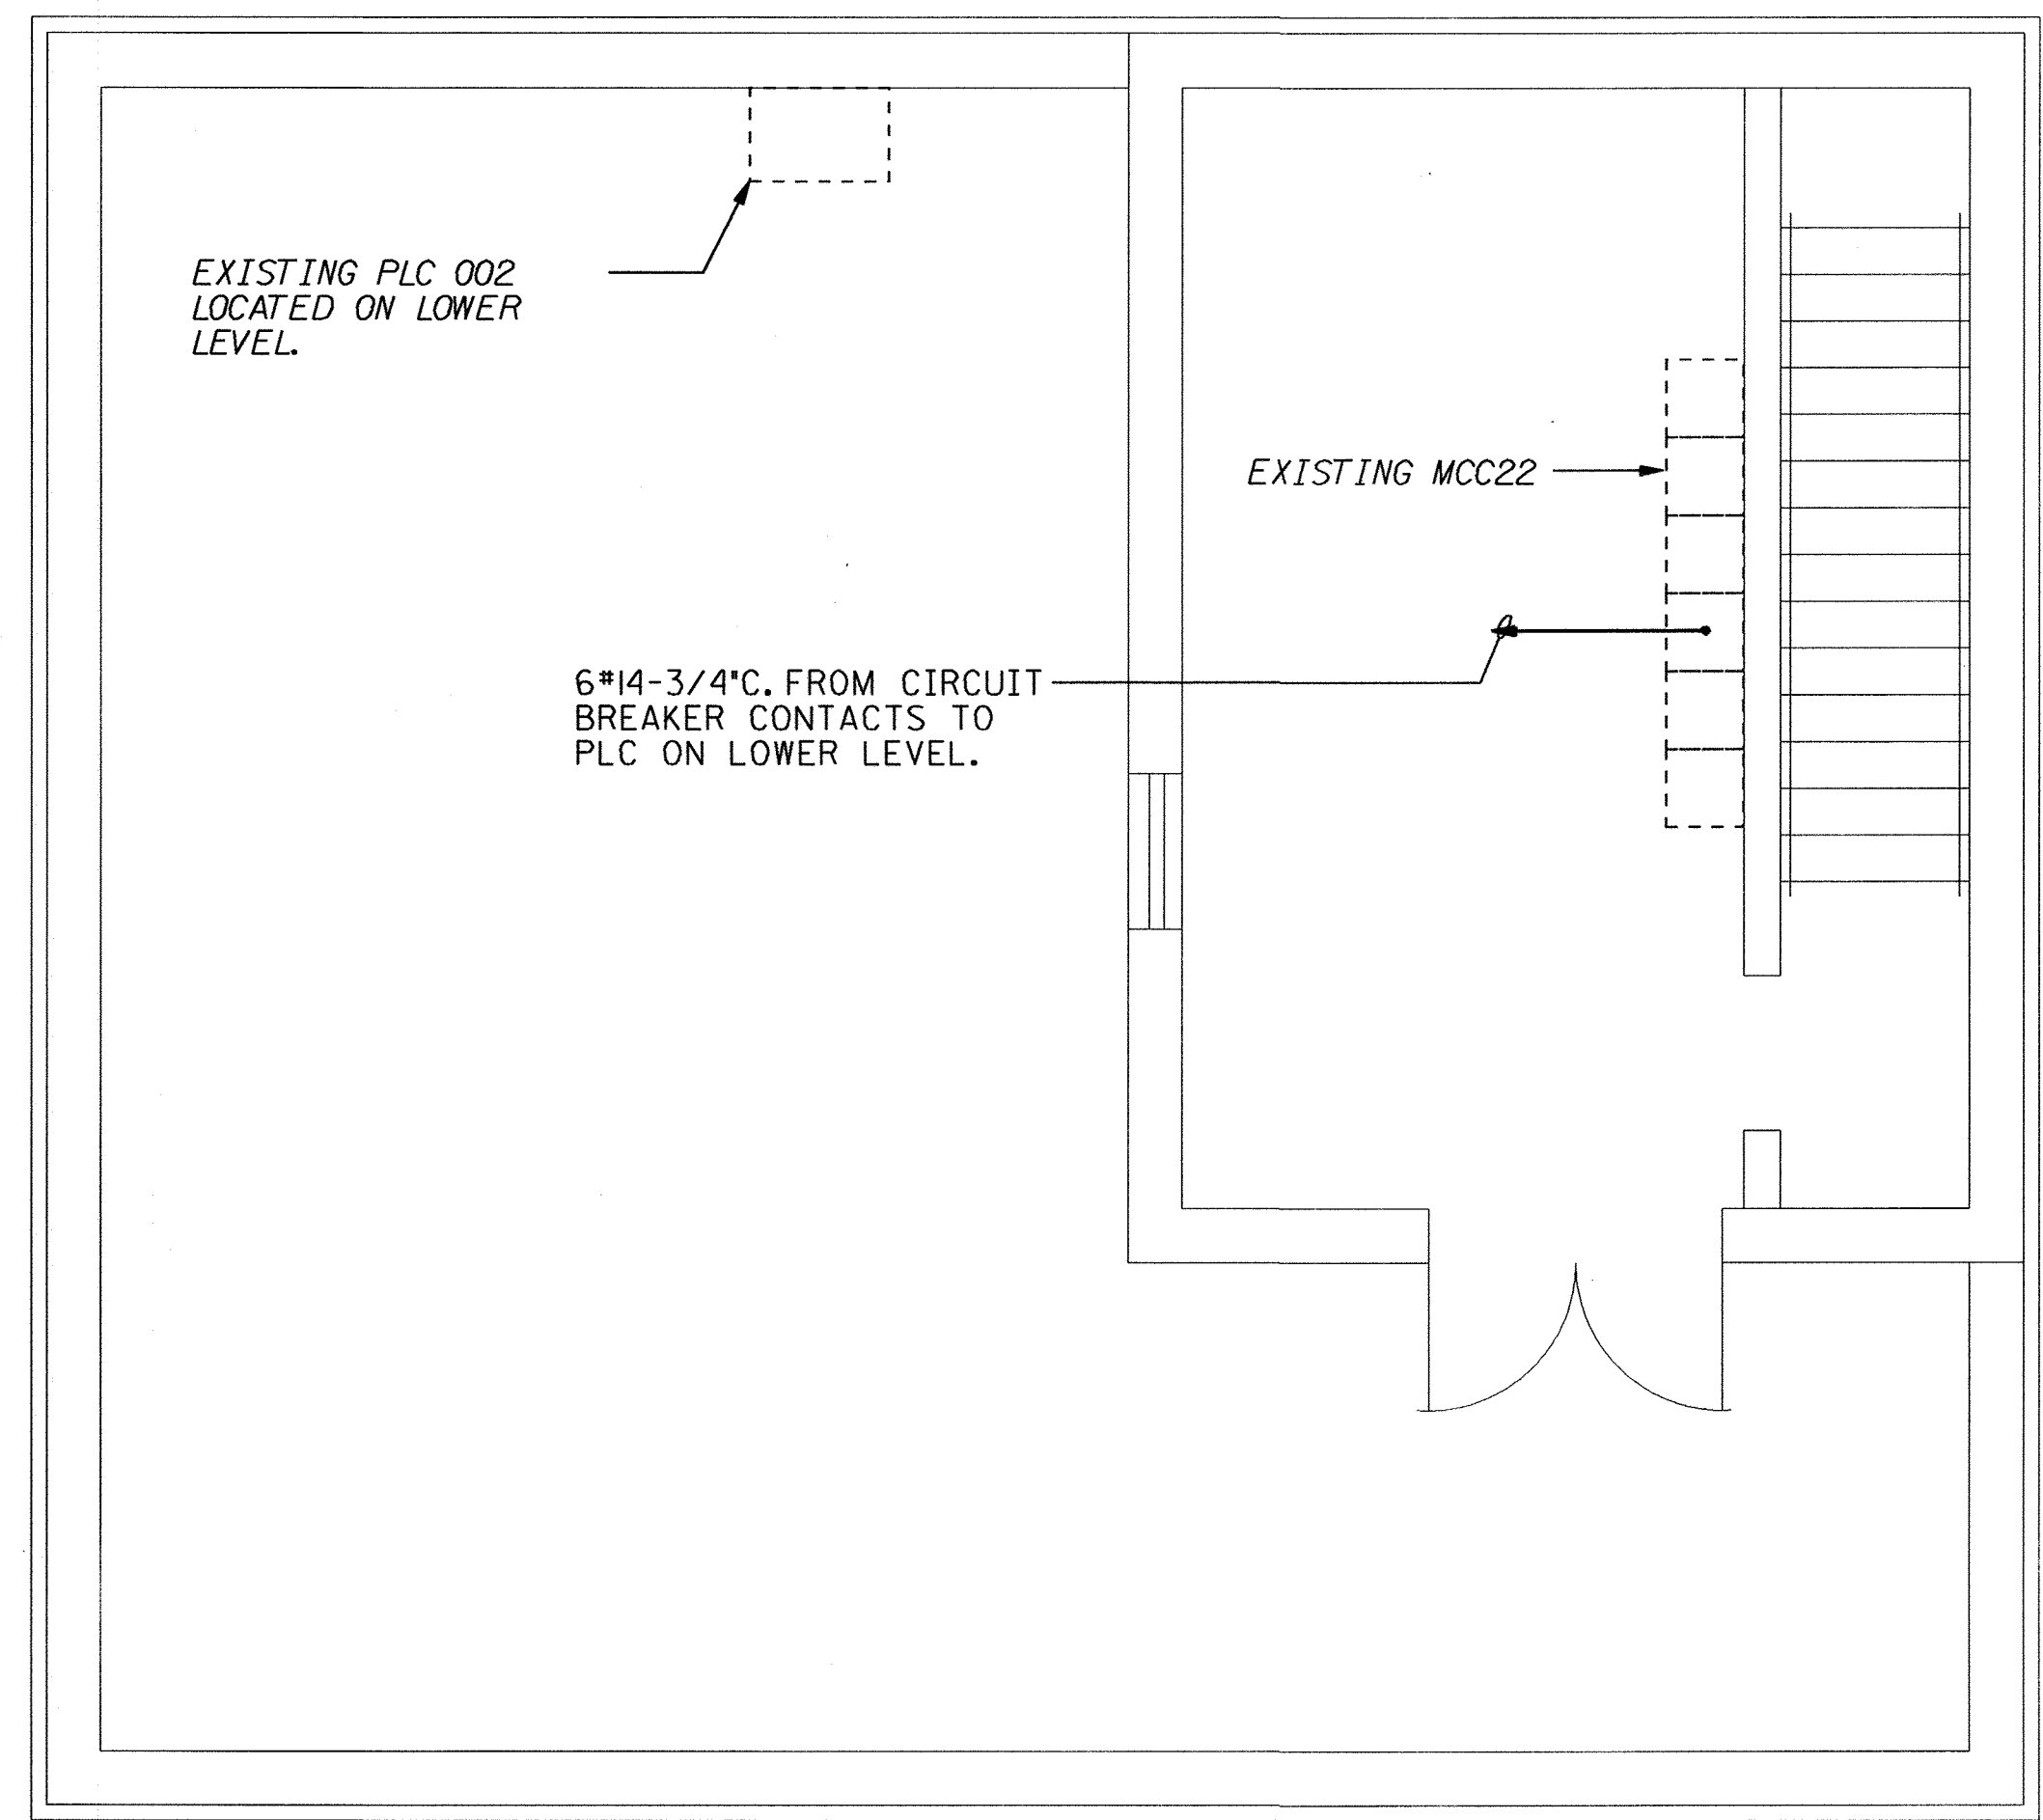 EXISTING PLC 002
LOCATED ON LOWER
LEVEL.
EXISTING MCC22
6#14-3/4"C. FROM CIRCUIT
BREAKER CONTACTS TO
PLC ON LOWER LEVEL.